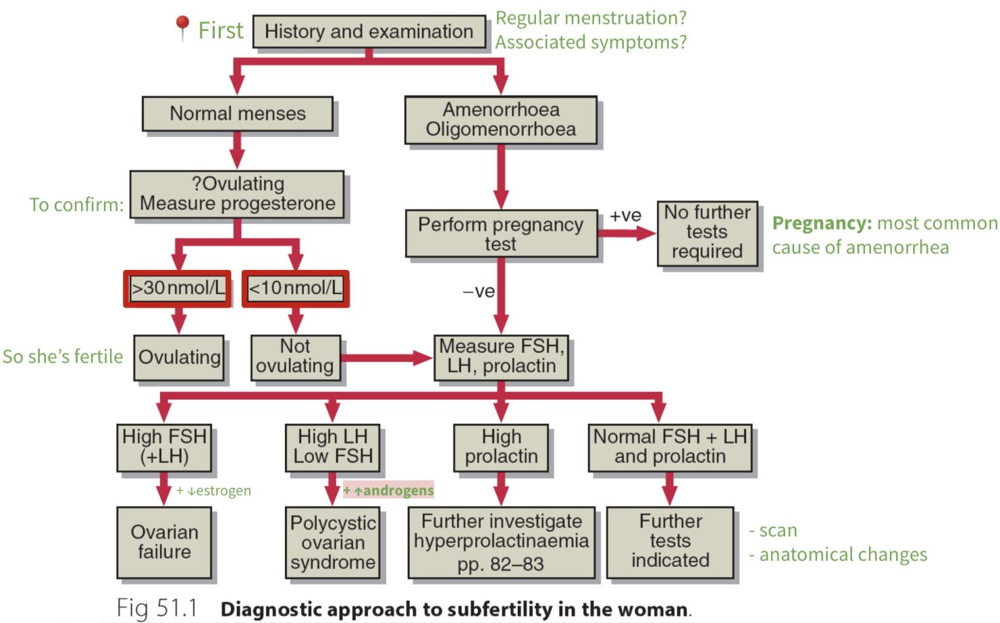 First
History and examination
Regular menstruation?
Associated symptoms?
Normal menses
Amenorrhoea
Oligomenorrhoea
To confirm:
?Ovulating
Measure progesterone
Perform pregnancy
test
+ve
No further
tests
required
Pregnancy: most common
cause of amenorrhea
>30 nmol/L
<10 nmol/L
–ve
So she's fertile
Ovulating
Not
ovulating
Measure FSH,
LH, prolactin
High FSH
(+LH)
High LH
Low FSH
High
prolactin
Normal FSH + LH
and prolactin
+ ↓estrogen
+ ↑androgens
Ovarian
failure
Polycystic
ovarian
syndrome
Further investigate
hyperprolactinaemia
pp. 82–83
Further
tests
indicated
- scan
- anatomical changes
Fig 51.1 Diagnostic approach to subfertility in the woman.